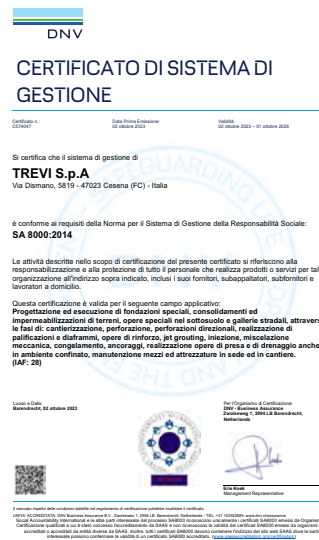 DNV
CERTIFICATO DI SISTEMA DI
GESTIONE
Certificato n.:
Data Prima Emissione:
02 ottobre 2023
Validità:
02 ottobre 2023 – 01 ottobre 2026
Si certifica che il sistema di gestione di
TREVI S.p.A
Via Dismano, 5819 - 47023 Cesena (FC) - Italia
è conforme ai requisiti della Norma per il Sistema di Gestione della Responsabilità Sociale:
SA 8000:2014
Le attività descritte nello scopo di certificazione del presente certificato si riferiscono alla
responsabilizzazione e alla protezione di tutto il personale che realizza prodotti o servizi per tale
organizzazione all'indirizzo sopra indicato, inclusi i suoi fornitori, subappaltatori, subfornitori e
lavoratori a domicilio.
Questa certificazione è valida per il seguente campo applicativo:
Progettazione ed esecuzione di fondazioni speciali, consolidamenti ed
impermeabilizzazioni di terreni, opere speciali nel sottosuolo e gallerie stradali, attravers
le fasi di: cantierizzazione, perforazione, perforazioni direzionali, realizzazione di
palificazioni e diaframmi, opere di rinforzo, jet grouting, iniezione, miscelazione
meccanica, congelamento, ancoraggi, realizzazione opere di presa e di drenaggio anche
in ambiente confinato, manutenzione mezzi ed attrezzature in sede ed in cantiere.
(IAF: 28)
Luogo e Data:
Barendrecht, 02 ottobre 2023
Per l'Organismo di Certificazione:
DNV - Business Assurance
Zwolseweg 1, 2994 LB Barendrecht,
Netherlands
Erie Koek
Management Representative